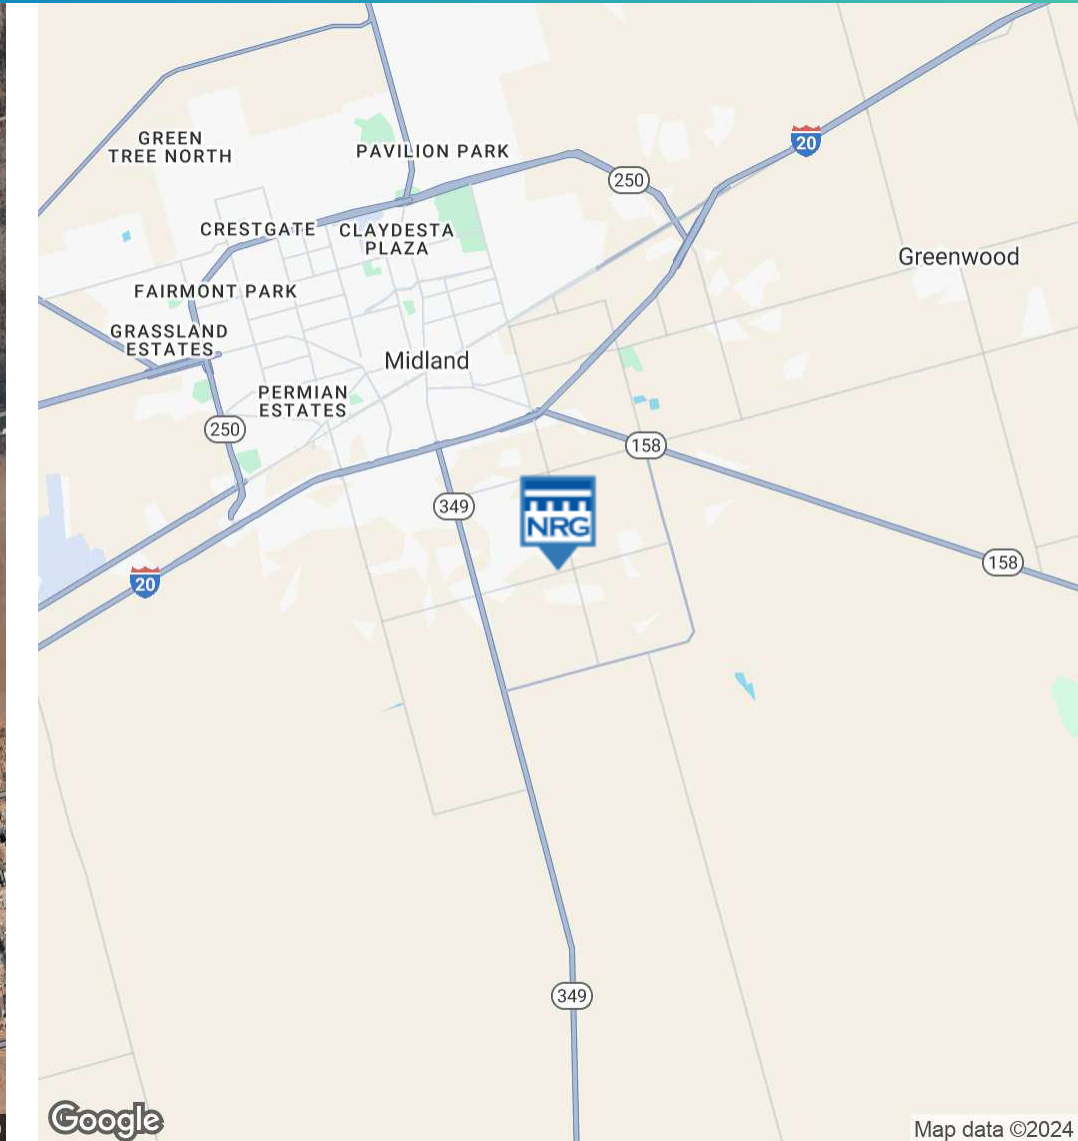 GREEN
TREE NORTH
PAVILION PARK
20
250
CRESTGATE
CLAYDESTA
PLAZA
Greenwood
FAIRMONT PARK
GRASSLAND
ESTATES
Midland
PERMIAN
ESTATES
250
158
349
NRG
158
20
349
Google
Map data ©2024